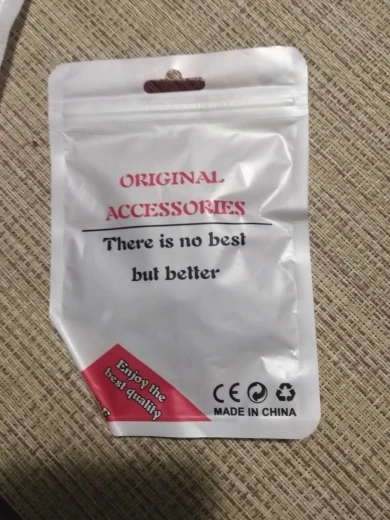 ORIGINAL
ACCESSORIES
There is no best
but better
Enjoy the
best quality
CE
MADE IN CHINA